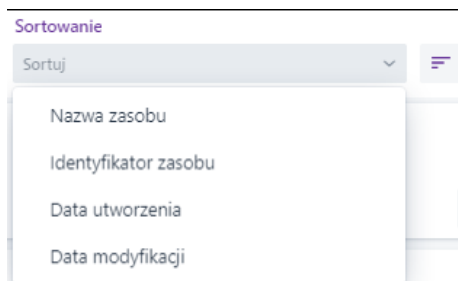 Sortowanie
Sortuj
Nazwa zasobu
Identyfikator zasobu
Data utworzenia
Data modyfikacji